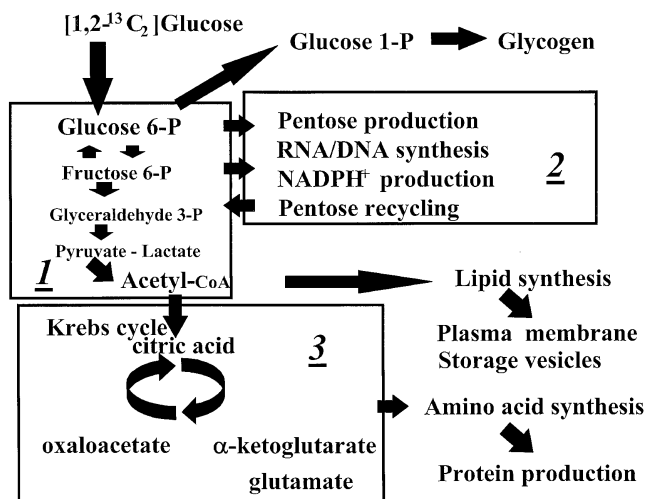 [1,2-¹³C₂]Glucose
Glucose 1-P
Glycogen
Glucose 6-P
Fructose 6-P
Glyceraldehyde 3-P
Pyruvate - Lactate
1
Acetyl-CoA
Pentose production
RNA/DNA synthesis
NADPH⁺ production
Pentose recycling
2
Lipid synthesis
Plasma membrane
Storage vesicles
Krebs cycle
citric acid
3
oxaloacetate
α-ketoglutarate
glutamate
Amino acid synthesis
Protein production